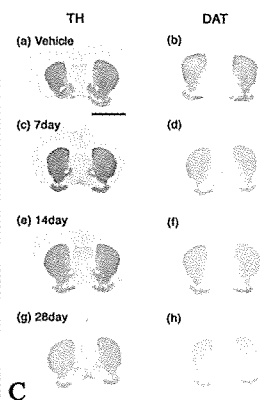 TH DAT
(a) Vehicle (b)
(c) 7day (d)
(e) 14day (f)
(g) 28day (h)
C